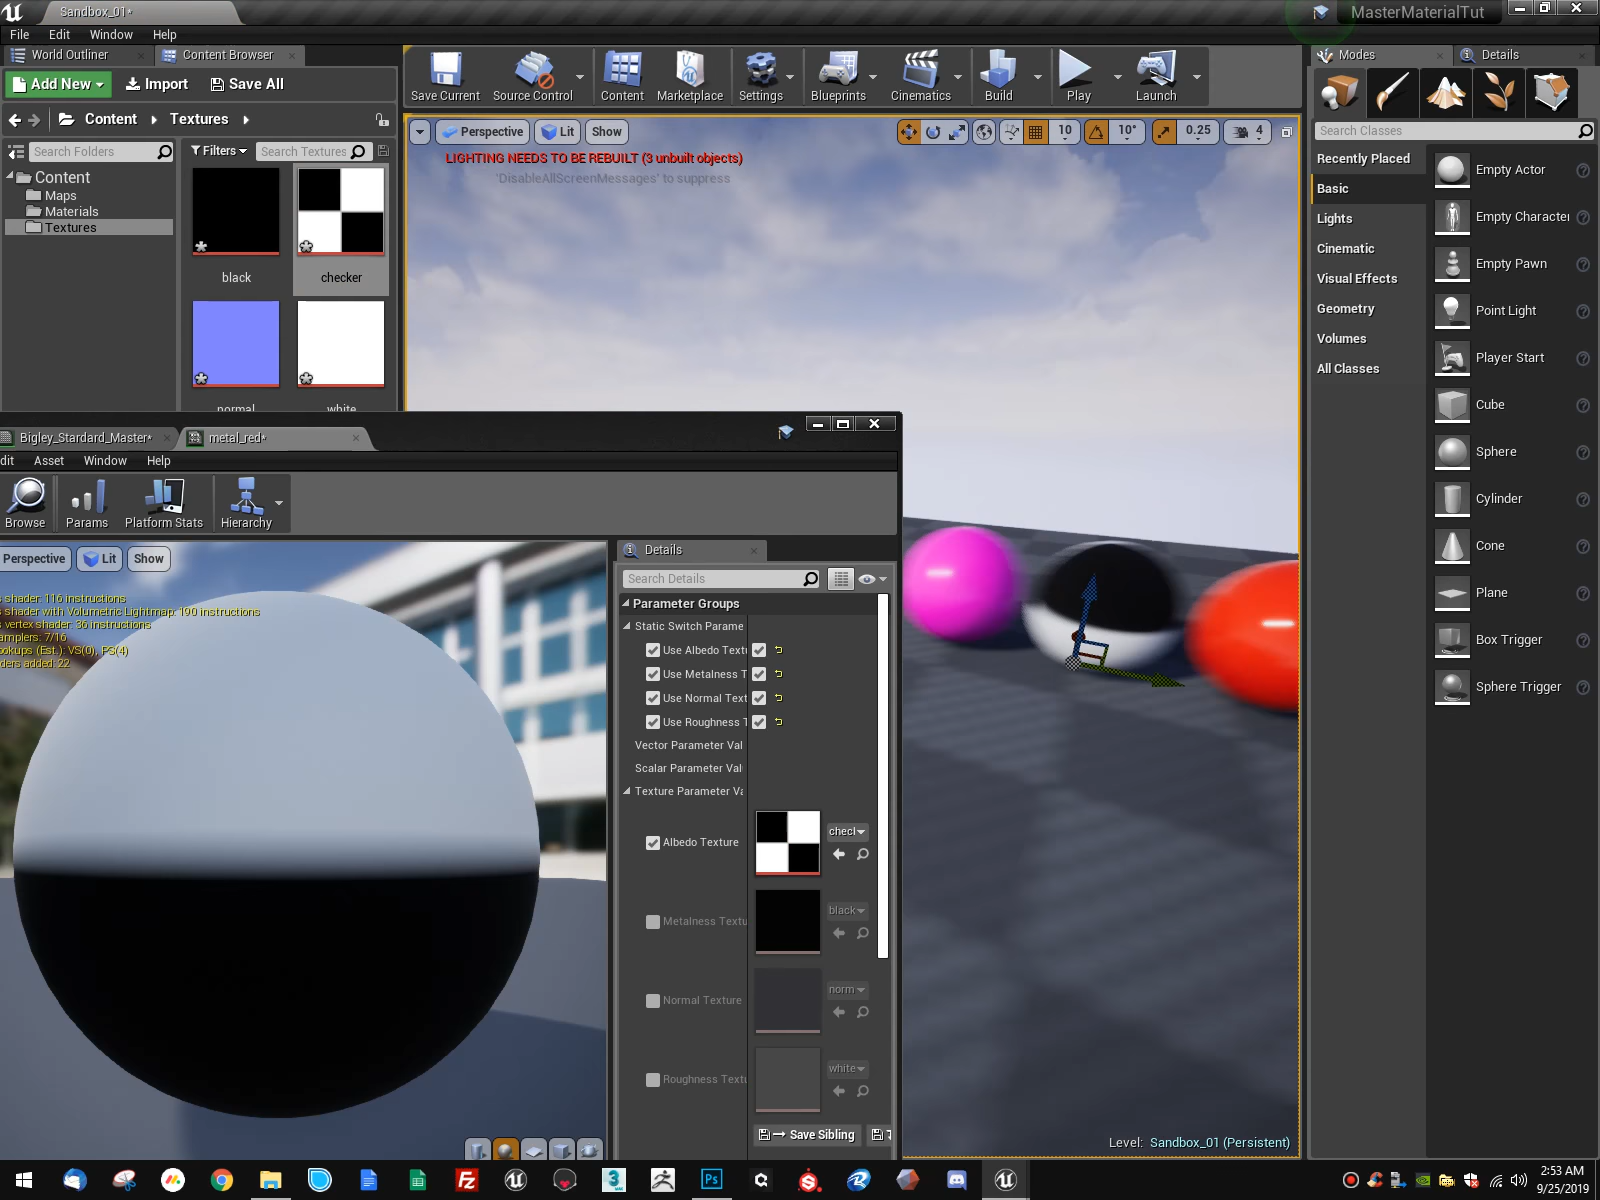 Sandbox_01*
MasterMaterialTut
File Edit Window Help
World Outliner Content Browser
Add New Import Save All
Content Textures
Search Folders Filters Search Textures
Content
Maps
Materials
Textures
black checker
normal white
Save Current Source Control Content Marketplace Settings Blueprints Cinematics Build Play Launch
Perspective Lit Show 10 10° 0.25 4
LIGHTING NEEDS TO BE REBUILT (3 unbuilt objects)
'DisableAllScreenMessages' to suppress
Modes Details
Search Classes
Recently Placed
Basic
Lights
Cinematic
Visual Effects
Geometry
Volumes
All Classes
Empty Actor
Empty Character
Empty Pawn
Point Light
Player Start
Cube
Sphere
Cylinder
Cone
Plane
Box Trigger
Sphere Trigger
Bigley_Stardard_Master* metal_red*
dit Asset Window Help
Browse Params Platform Stats Hierarchy
Perspective Lit Show
s shader: 116 instructions
s shader with Volumetric Lightmap: 190 instructions
s vertex shader: 36 instructions
amplers: 7/16
ookups (Est.): VS(0), PS(4)
ders added: 22
Details
Search Details
Parameter Groups
Static Switch Parame
Use Albedo Textu
Use Metalness T
Use Normal Text
Use Roughness T
Vector Parameter Val
Scalar Parameter Val
Texture Parameter Va
Albedo Texture checl
Metalness Textu black
Normal Texture norm
Roughness Textu white
Save Sibling
Level: Sandbox_01 (Persistent)
2:53 AM
9/25/2019